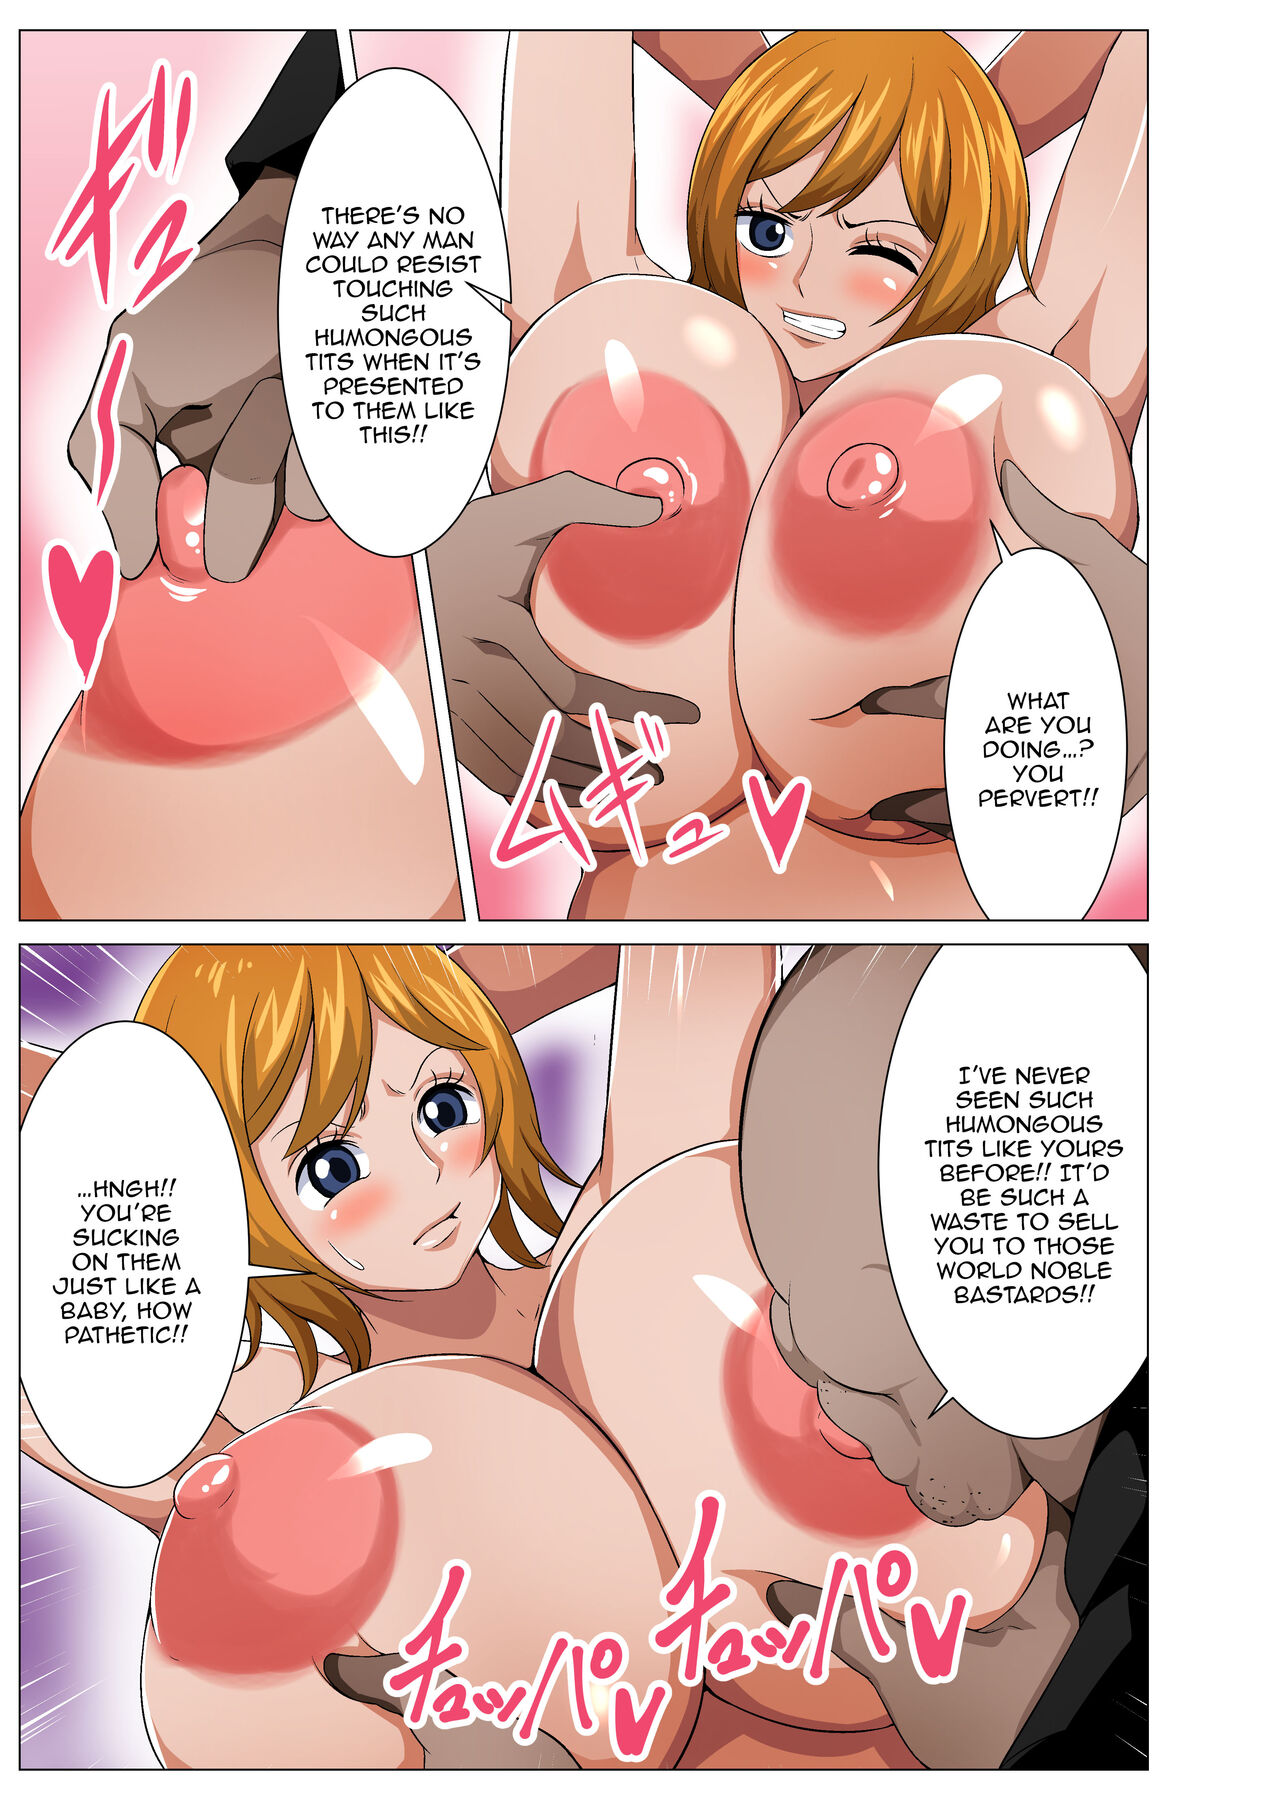 THERE'S NO
WAY ANY MAN
COULD RESIST
TOUCHING
SUCH
HUMONGOUS
TITS WHEN IT'S
PRESENTED
TO THEM LIKE
THIS!!
ギュ
WHAT
ARE YOU
DOING...?
YOU
PERVERT!!
ムギュ
I'VE NEVER
SEEN SUCH
HUMONGOUS
TITS LIKE YOURS
BEFORE!! IT'D
BE SUCH A
WASTE TO SELL
YOU TO THOSE
WORLD NOBLE
BASTARDS!!
...HNGH!!
YOU'RE
SUCKING
ON THEM
JUST LIKE A
BABY, HOW
PATHETIC!!
チュッパ
チュッパ